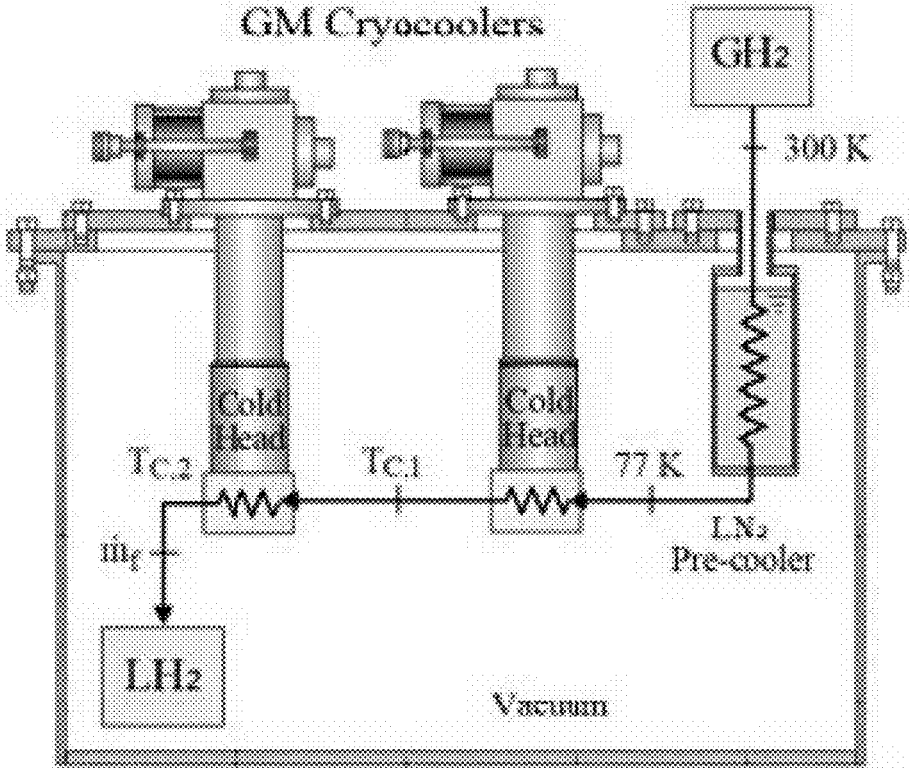 GM Cryocoolers
GH₂
300 K
Cold
Head
Cold
Head
T_C,2
T_C,1
77 K
LN₂
Pre-cooler
ṁ_f
LH₂
Vacuum